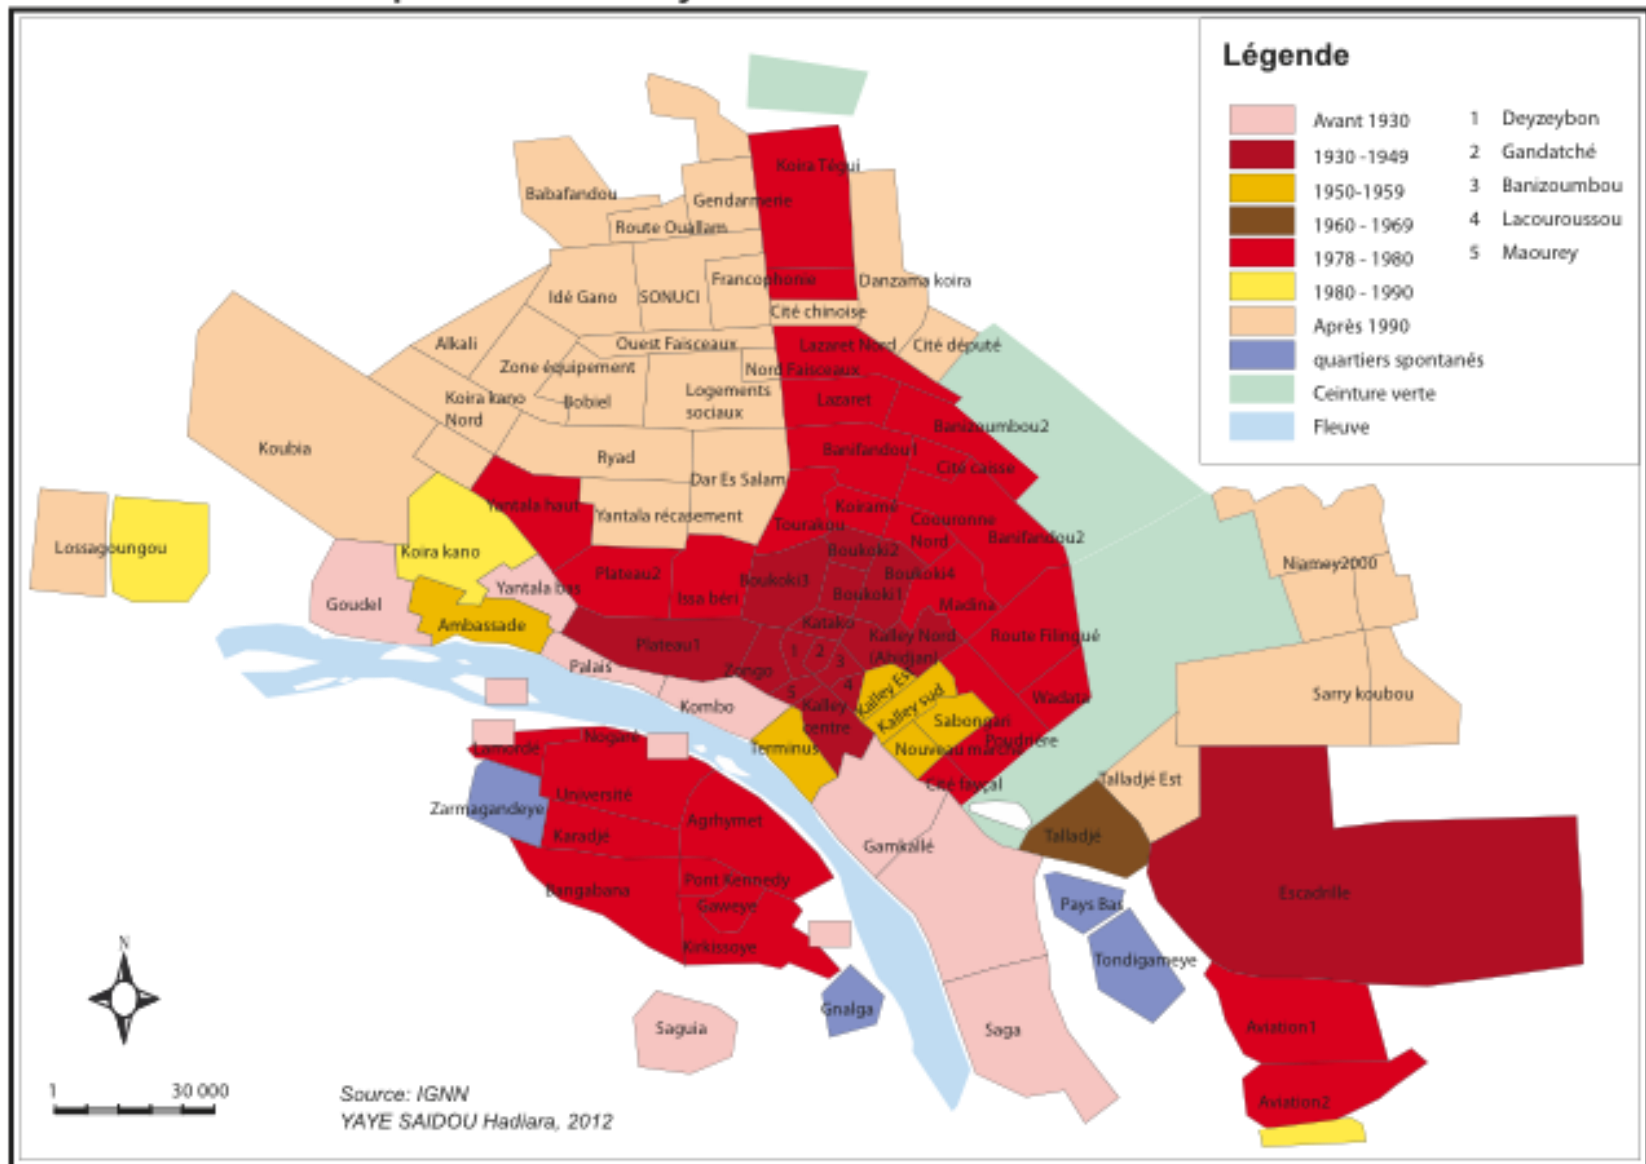 Légende
Avant 1930
1930 -1949
1950-1959
1960 - 1969
1978 - 1980
1980 - 1990
Après 1990
quartiers spontanés
Ceinture verte
Fleuve
1 Deyzeybon
2 Gandatché
3 Banizoumbou
4 Lacouroussou
5 Maourey
Koira Tégui
Babafandou
Gendarmerie
Route Ouallam
Francophonie
Danzama koira
Idé Gano
SONUCI
Cité chinoise
Alkali
Ouest Faisceaux
Lazaret Nord
Cité député
Zone équipement
Nord Faisceaux
Koira kano
Nord
Bobiel
Logements
sociaux
Lazaret
Banizoumbou2
Koubia
Ryad
Banifandou1
Cité caisse
Dar Es Salam
Yantala haut
Yantala récasement
Koiramé
Tourakou
Couronne
Nord
Banifandou2
Lossagoungou
Koira kano
Boukoki2
Niamey2000
Yantala bas
Plateau2
Boukoki3
Boukoki4
Boukoki1
Issa béri
Goudel
Madina
Ambassade
Katako
Kalley Nord
(Abidjan)
Route Filingué
Plateau1
1
2
3
4
5
Palais
Zongo
Kalley Est
Kalley sud
Wadata
Sarry koubou
Kombo
Kalley
centre
Sabongari
Poudrière
Lamordé
Nogaré
Terminus
Nouveau marché
Cité fayçal
Talladjé Est
Zarmagandeye
Université
Agrhymet
Karadjé
Gamkallé
Talladjé
Bangabana
Pont Kennedy
Gaweye
Pays Bas
Escadrille
Kirkissoye
Tondigameye
Gnalga
Saguia
Saga
Aviation1
Aviation2
N
1 30 000
Source: IGNN
YAYE SAIDOU Hadiara, 2012